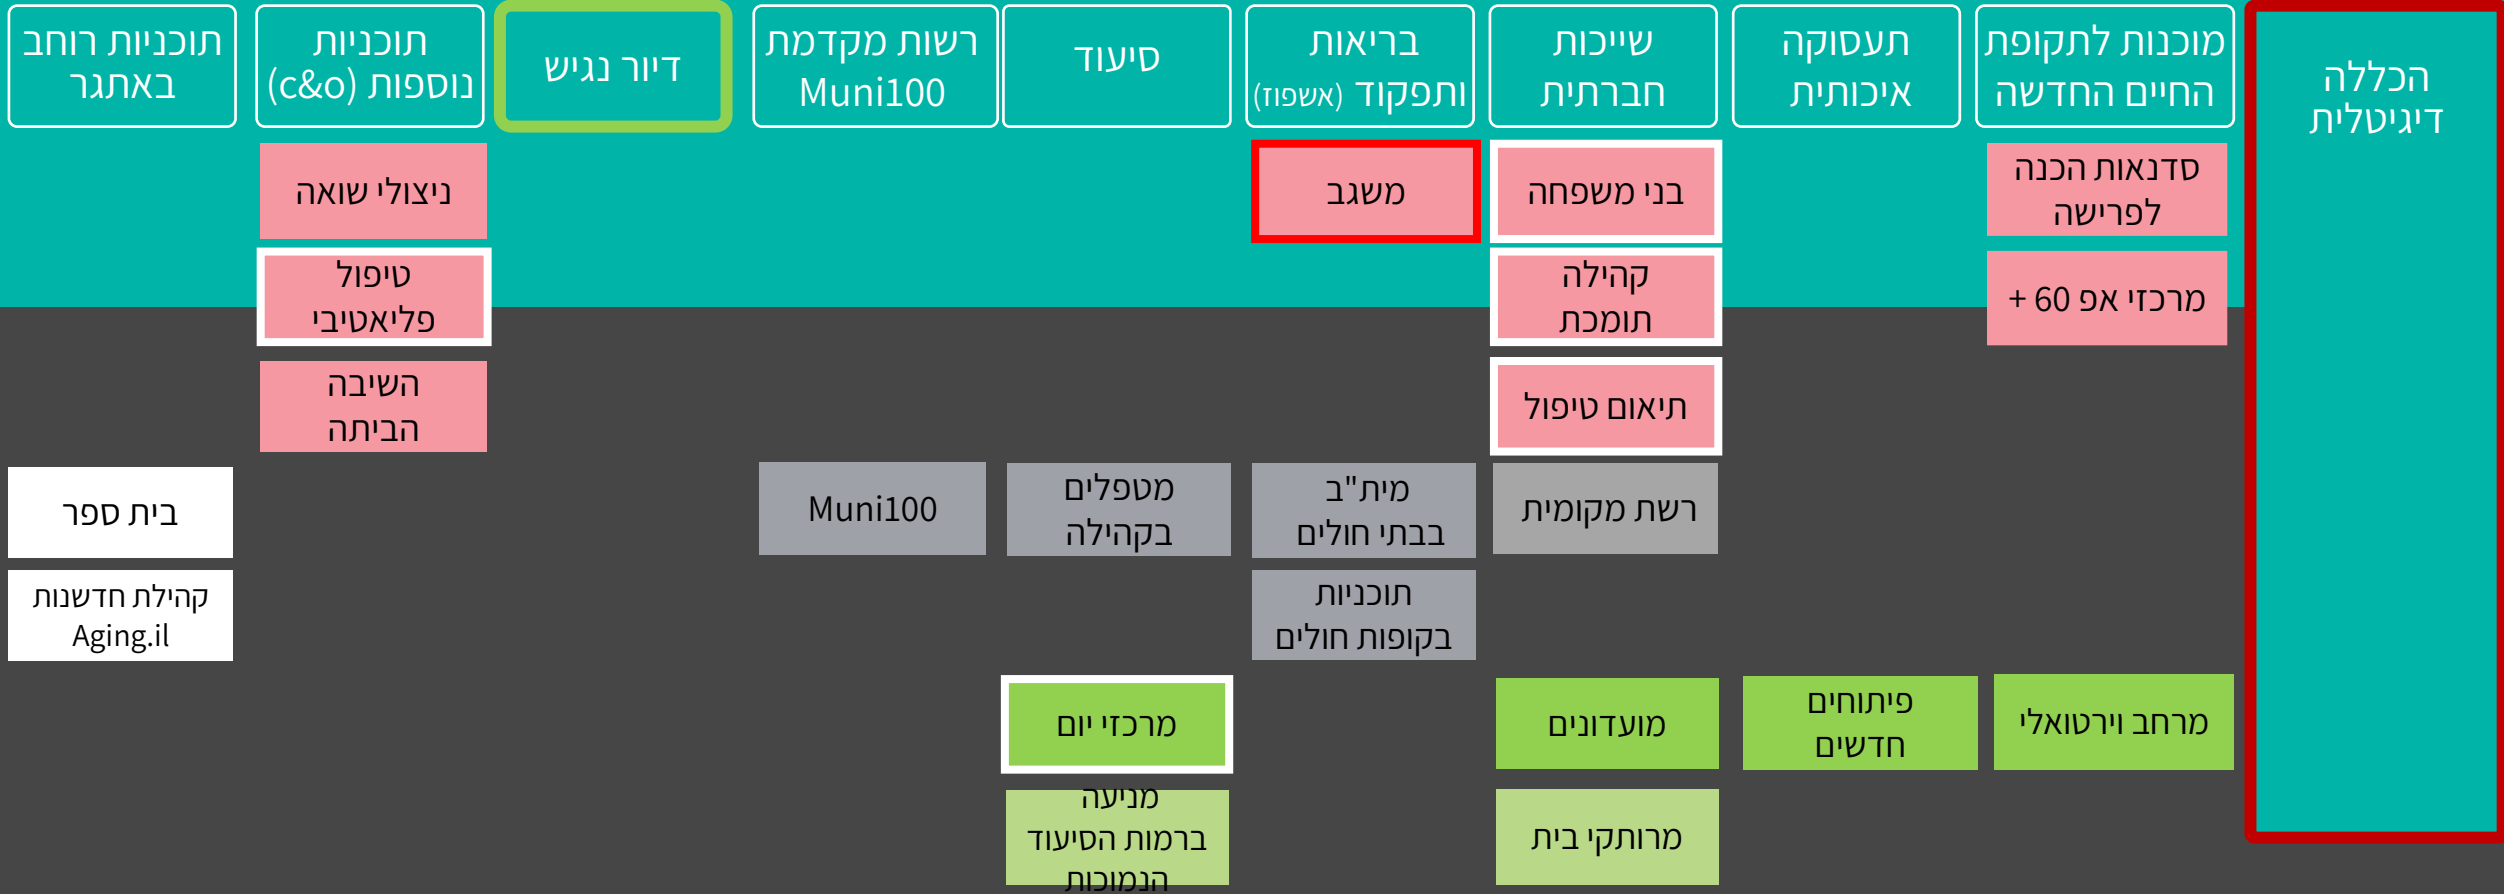 הכללה
דיגיטלית
מוכנות לתקופת
החיים החדשה
תעסוקה
איכותית
שייכות
חברתית
בריאות
ותפקוד (אשפוז)
סיעוד
רשות מקדמת
Muni100
דיור נגיש
תוכניות
נוספות (c&o)
תוכניות רוחב
באתגר
סדנאות הכנה
לפרישה
בני משפחה
משגב
ניצולי שואה
מרכזי אפ 60 +
קהילה
תומכת
טיפול
פליאטיבי
תיאום טיפול
השיבה
הביתה
רשת מקומית
מית"ב
בבתי חולים
מטפלים
בקהילה
Muni100
בית ספר
תוכניות
בקופות חולים
קהילת חדשנות
Aging.il
מרחב וירטואלי
פיתוחים
חדשים
מועדונים
מרכזי יום
מרותקי בית
מניעה
ברמות הסיעוד
הנמוכות